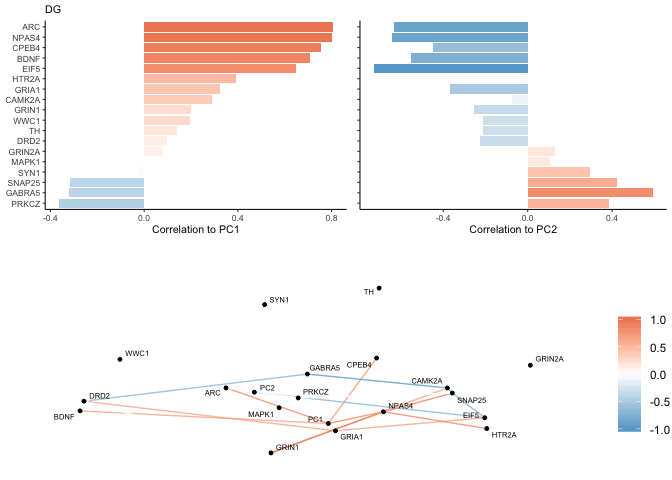 DG
ARC
NPAS4
CPEB4
BDNF
EIF5
HTR2A
GRIA1
CAMK2A
GRIN1
WWC1
TH
DRD2
GRIN2A
MAPK1
SYN1
SNAP25
GABRA5
PRKCZ
-0.4 0.0 0.4 0.8
Correlation to PC1
-0.4 0.0 0.4
Correlation to PC2
TH
SYN1
WWC1
CPEB4
GRIN2A
GABRA5
CAMK2A
PC2
ARC
PRKCZ
DRD2
SNAP25
NPAS4
BDNF
MAPK1
PC1
EIF5
GRIA1
HTR2A
GRIN1
1.0
0.5
0.0
-0.5
-1.0